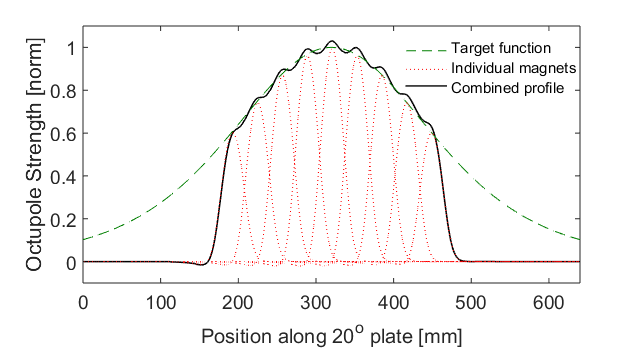 Octupole Strength [norm]
1
0.8
0.6
0.4
0.2
0
Target function
Individual magnets
Combined profile
0 100 200 300 400 500 600
Position along 20° plate [mm]